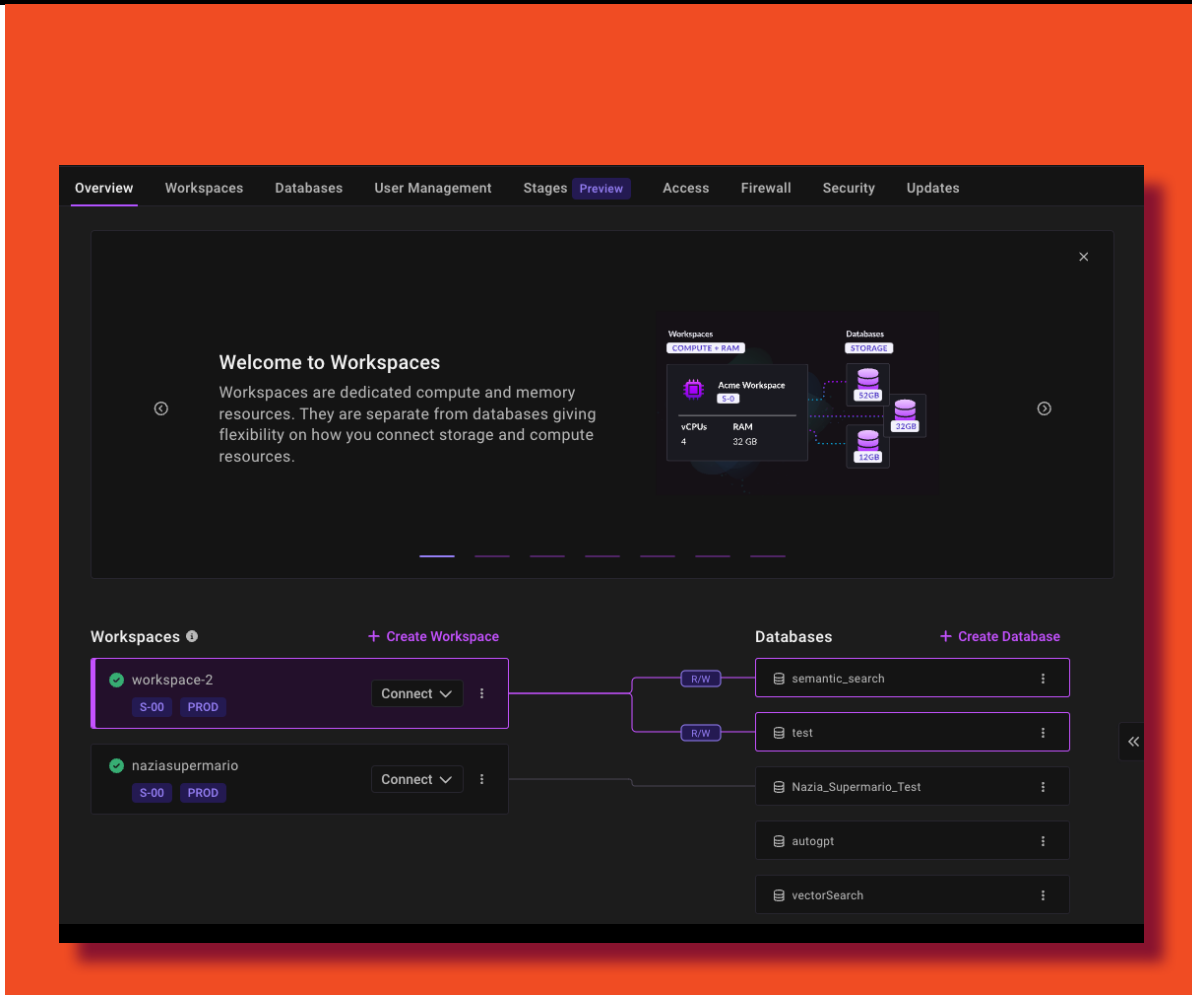 Overview Workspaces Databases User Management Stages Preview Access Firewall Security Updates
Welcome to Workspaces
Workspaces are dedicated compute and memory
resources. They are separate from databases giving
flexibility on how you connect storage and compute
resources.
Workspaces
COMPUTE + RAM
Acme Workspace
S-0
vCPUs RAM
4 32 GB
Databases
STORAGE
52GB
32GB
12GB
Workspaces + Create Workspace
workspace-2
S-00 PROD
Connect
naziasupermario
S-00 PROD
Connect
R/W
R/W
Databases + Create Database
semantic_search
test
Nazia_Supermario_Test
autogpt
vectorSearch